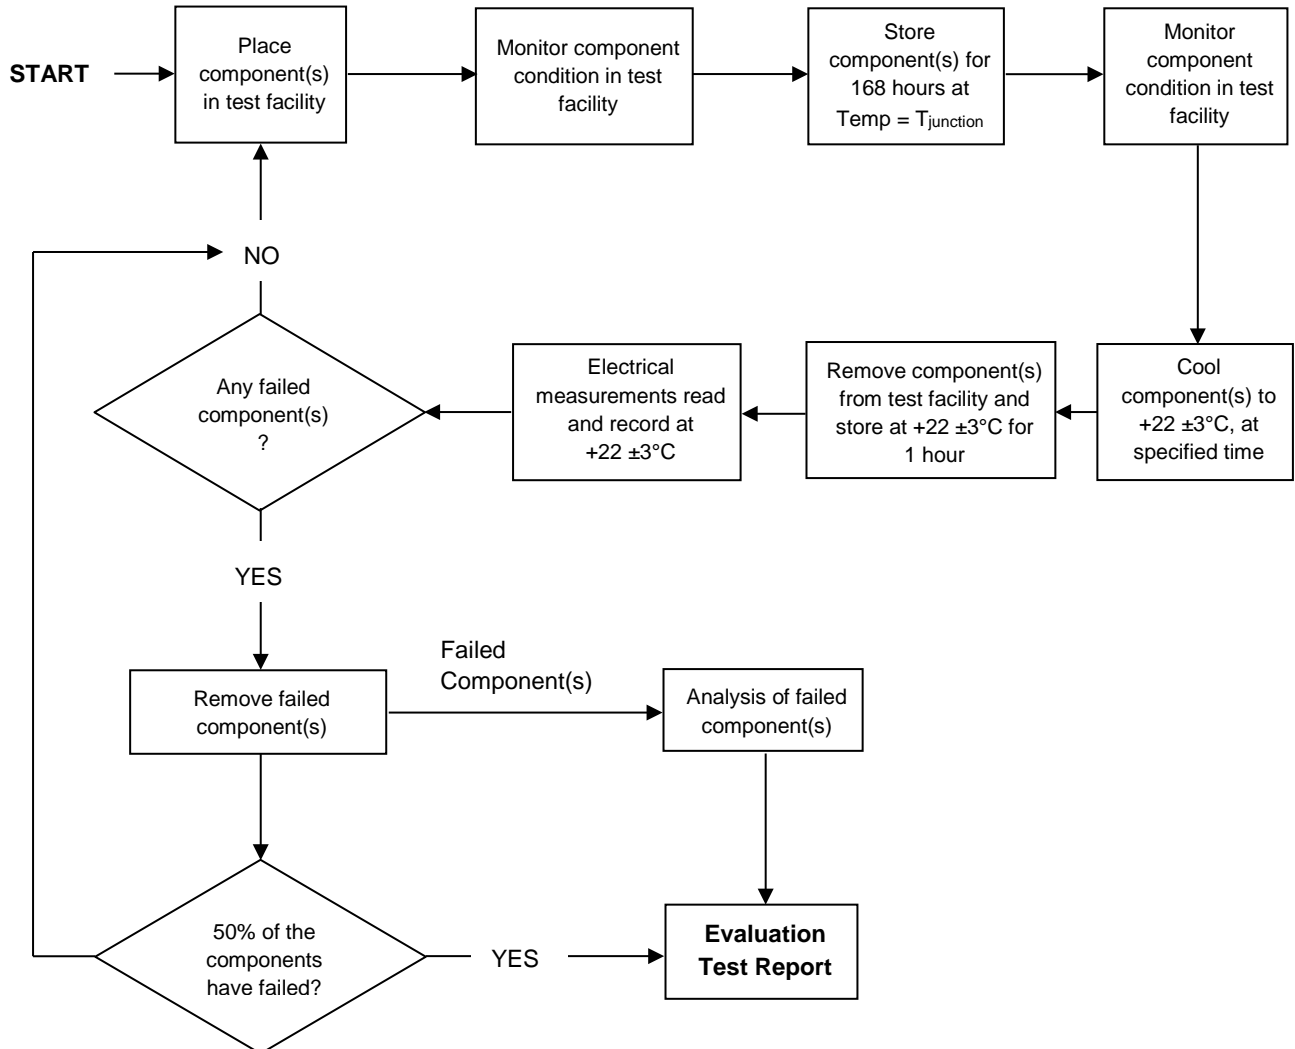 START
Place
component(s)
in test facility
Monitor component
condition in test
facility
Store
component(s) for
168 hours at
Temp = Tjunction
Monitor
component
condition in test
facility
NO
Any failed
component(s)
?
Electrical
measurements read
and record at
+22 ±3°C
Remove component(s)
from test facility and
store at +22 ±3°C for
1 hour
Cool
component(s) to
+22 ±3°C, at
specified time
YES
Remove failed
component(s)
Failed
Component(s)
Analysis of failed
component(s)
50% of the
components
have failed?
YES
Evaluation
Test Report